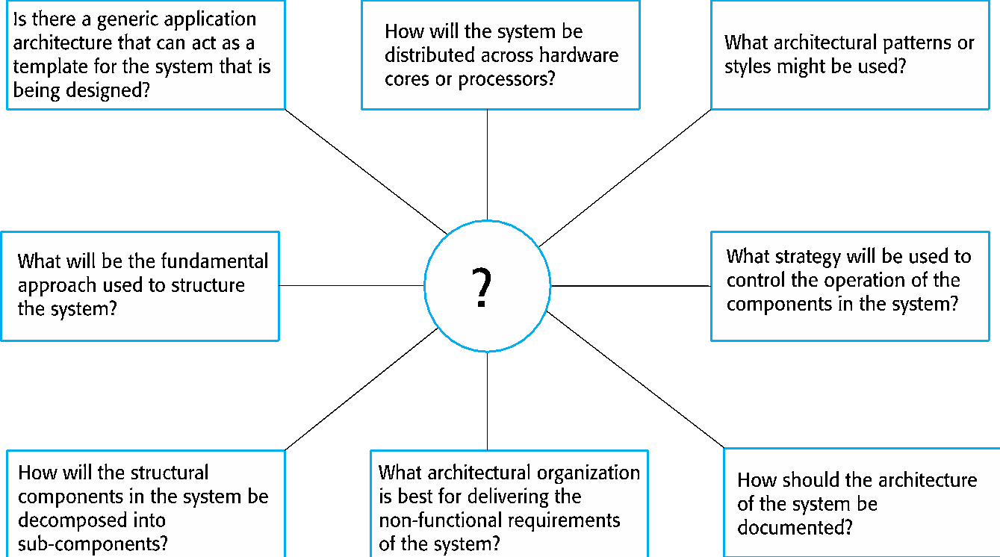 Is there a generic application
architecture that can act as a
template for the system that is
being designed?
How will the system be
distributed across hardware
cores or processors?
What architectural patterns or
styles might be used?
What will be the fundamental
approach used to structure
the system?
?
What strategy will be used to
control the operation of the
components in the system?
How will the structural
components in the system be
decomposed into
sub-components?
What architectural organization
is best for delivering the
non-functional requirements
of the system?
How should the architecture
of the system be
documented?